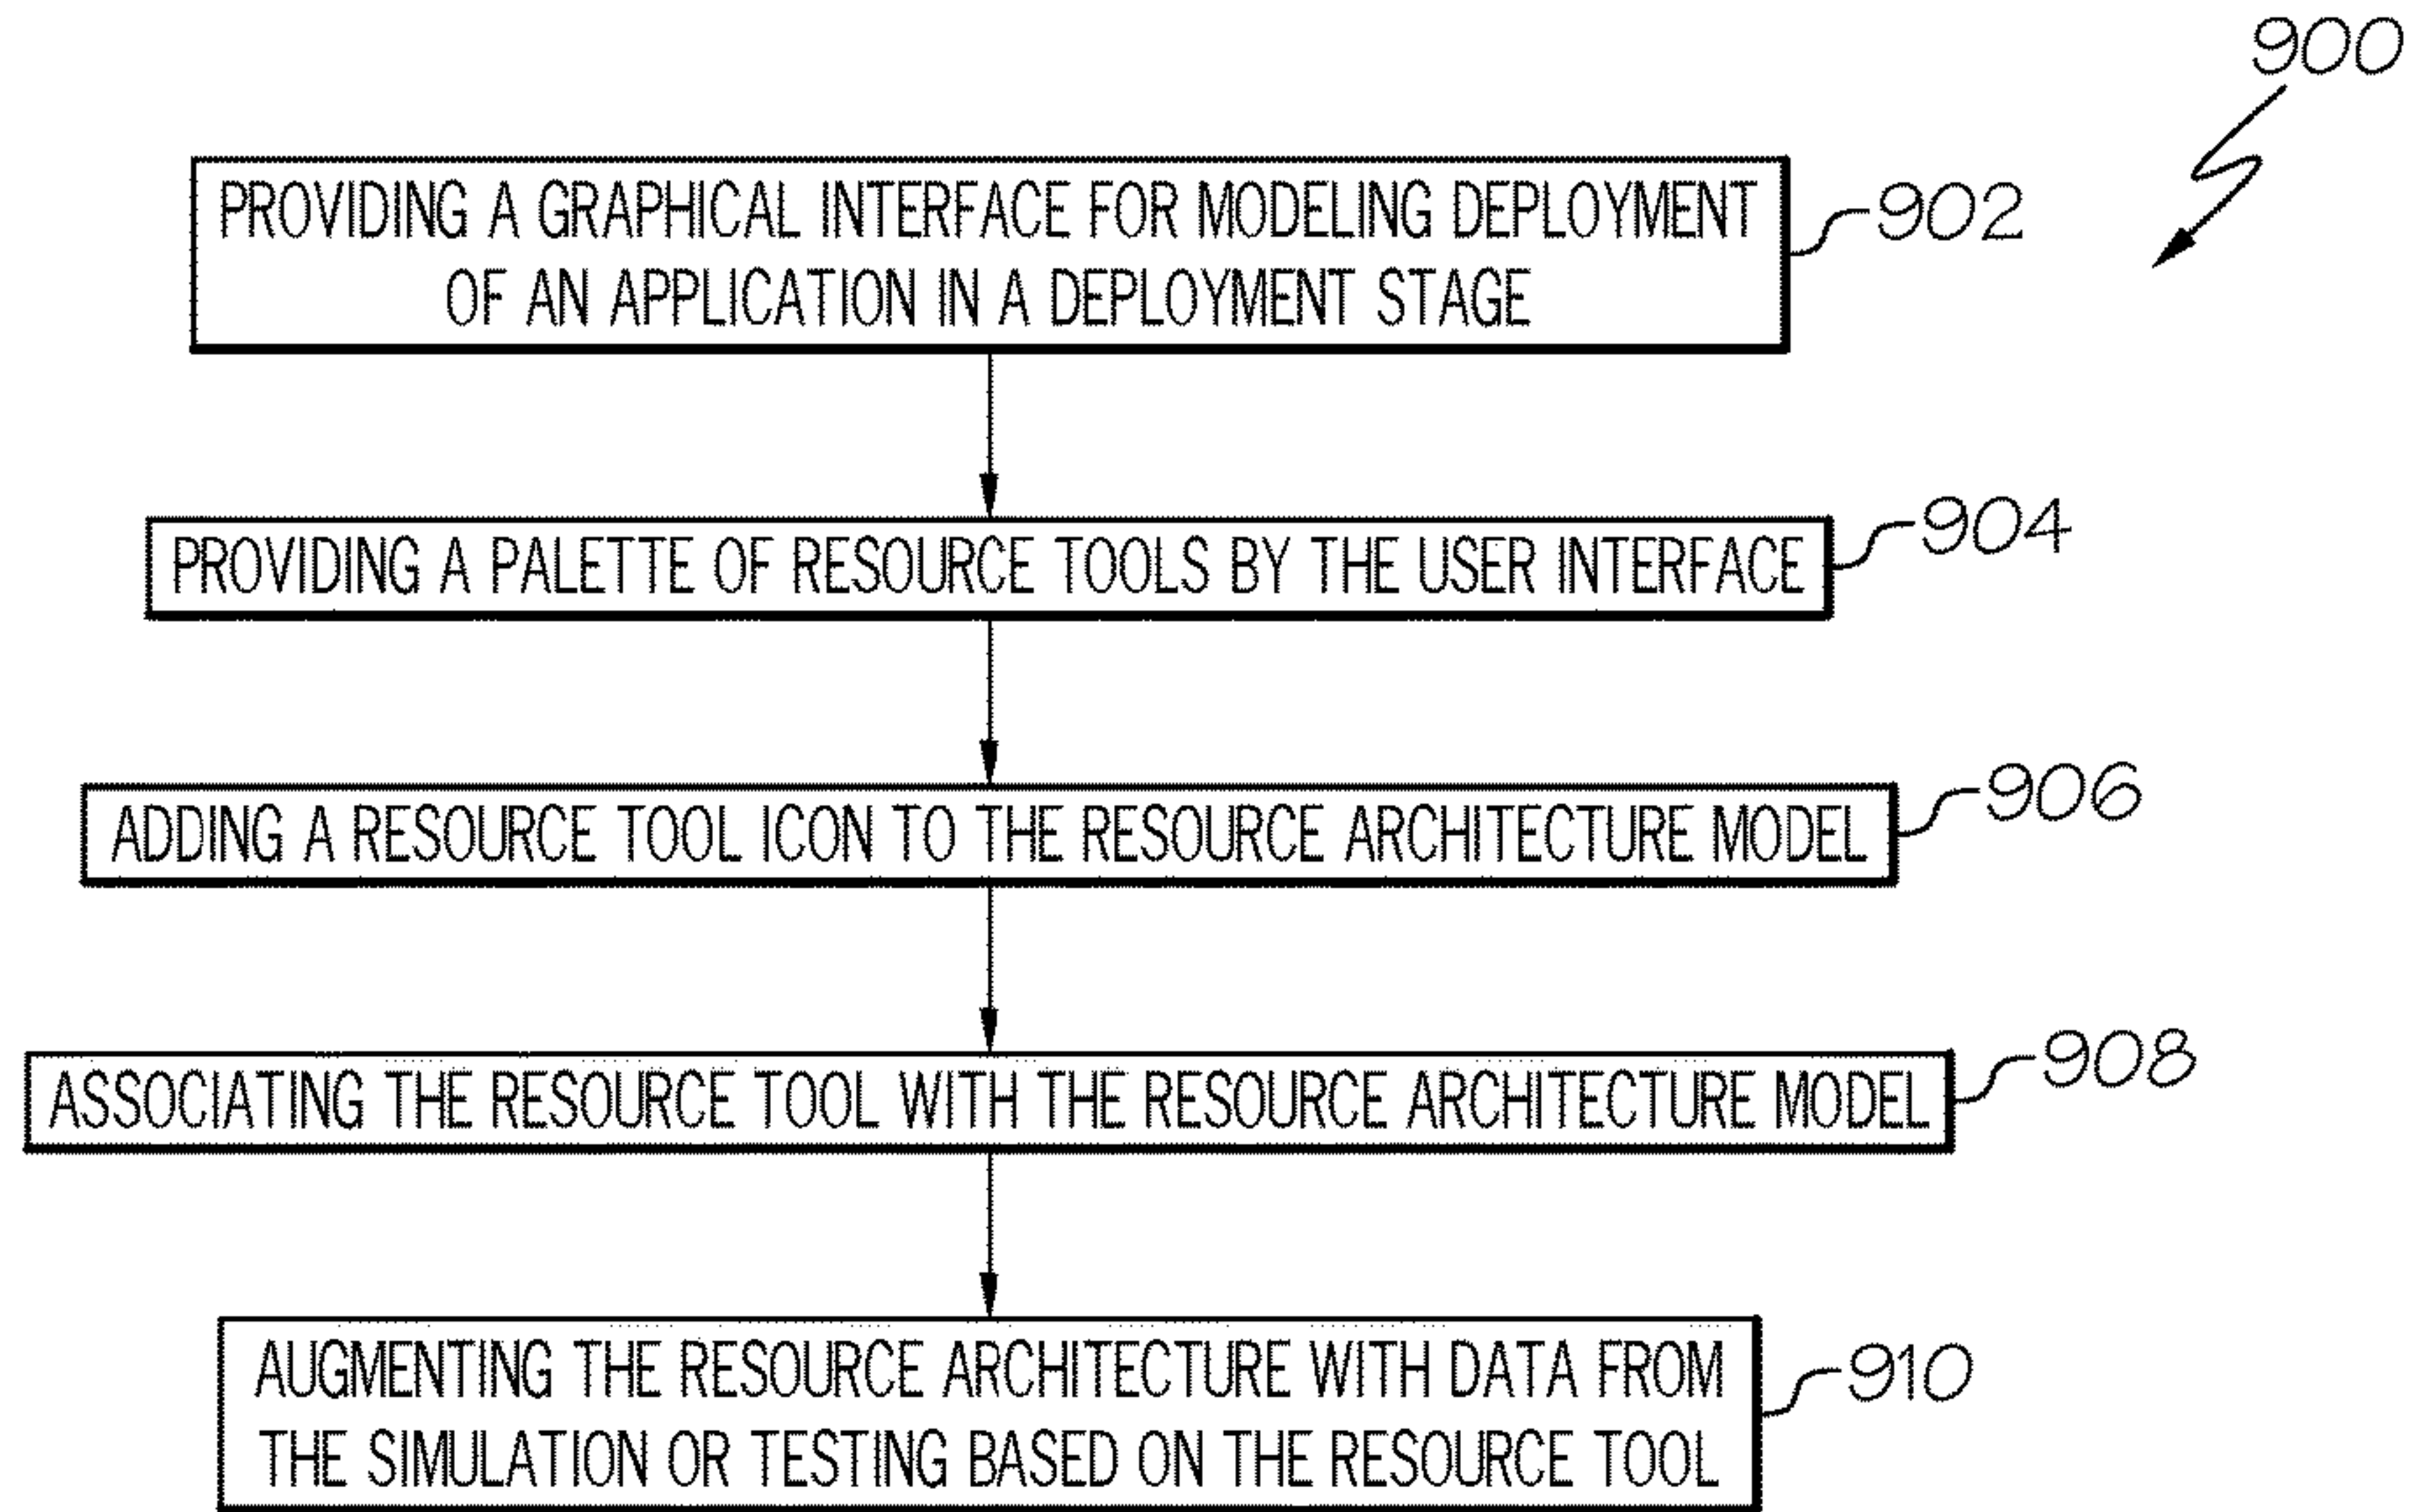 900
PROVIDING A GRAPHICAL INTERFACE FOR MODELING DEPLOYMENT
OF AN APPLICATION IN A DEPLOYMENT STAGE
902
PROVIDING A PALETTE OF RESOURCE TOOLS BY THE USER INTERFACE
904
ADDING A RESOURCE TOOL ICON TO THE RESOURCE ARCHITECTURE MODEL
906
ASSOCIATING THE RESOURCE TOOL WITH THE RESOURCE ARCHITECTURE MODEL
908
AUGMENTING THE RESOURCE ARCHITECTURE WITH DATA FROM
THE SIMULATION OR TESTING BASED ON THE RESOURCE TOOL
910